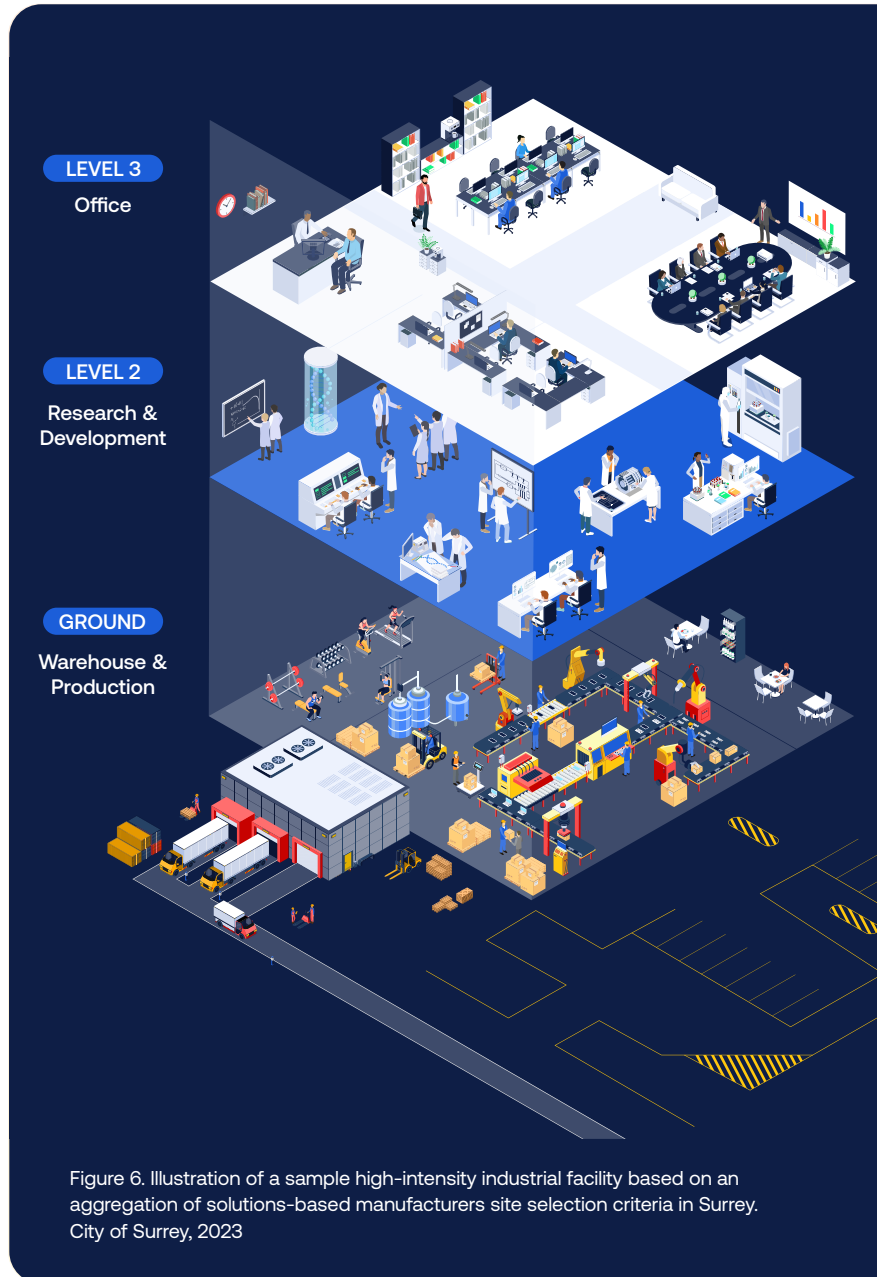 LEVEL 3
Office
LEVEL 2
Research &
Development
GROUND
Warehouse &
Production
Figure 6. Illustration of a sample high-intensity industrial facility based on an
aggregation of solutions-based manufacturers site selection criteria in Surrey.
City of Surrey, 2023